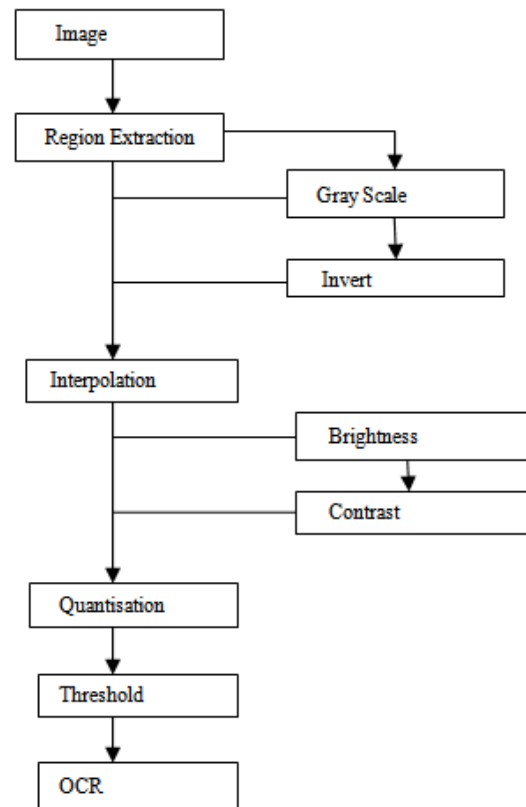 Image
Region Extraction
Gray Scale
Invert
Interpolation
Brightness
Contrast
Quantisation
Threshold
OCR